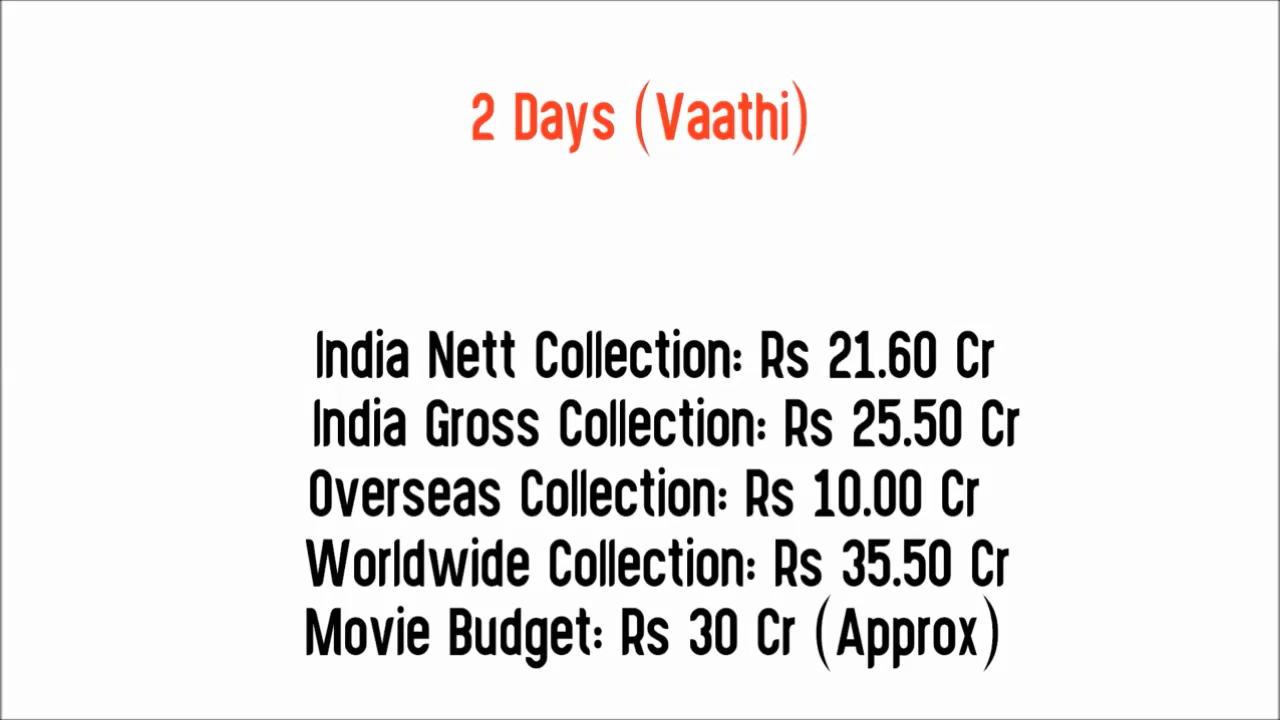 2 Days (Vaathi)
India Nett Collection: Rs 21.60 Cr
India Gross Collection: Rs 25.50 Cr
Overseas Collection: Rs 10.00 Cr
Worldwide Collection: Rs 35.50 Cr
Movie Budget: Rs 30 Cr (Approx)